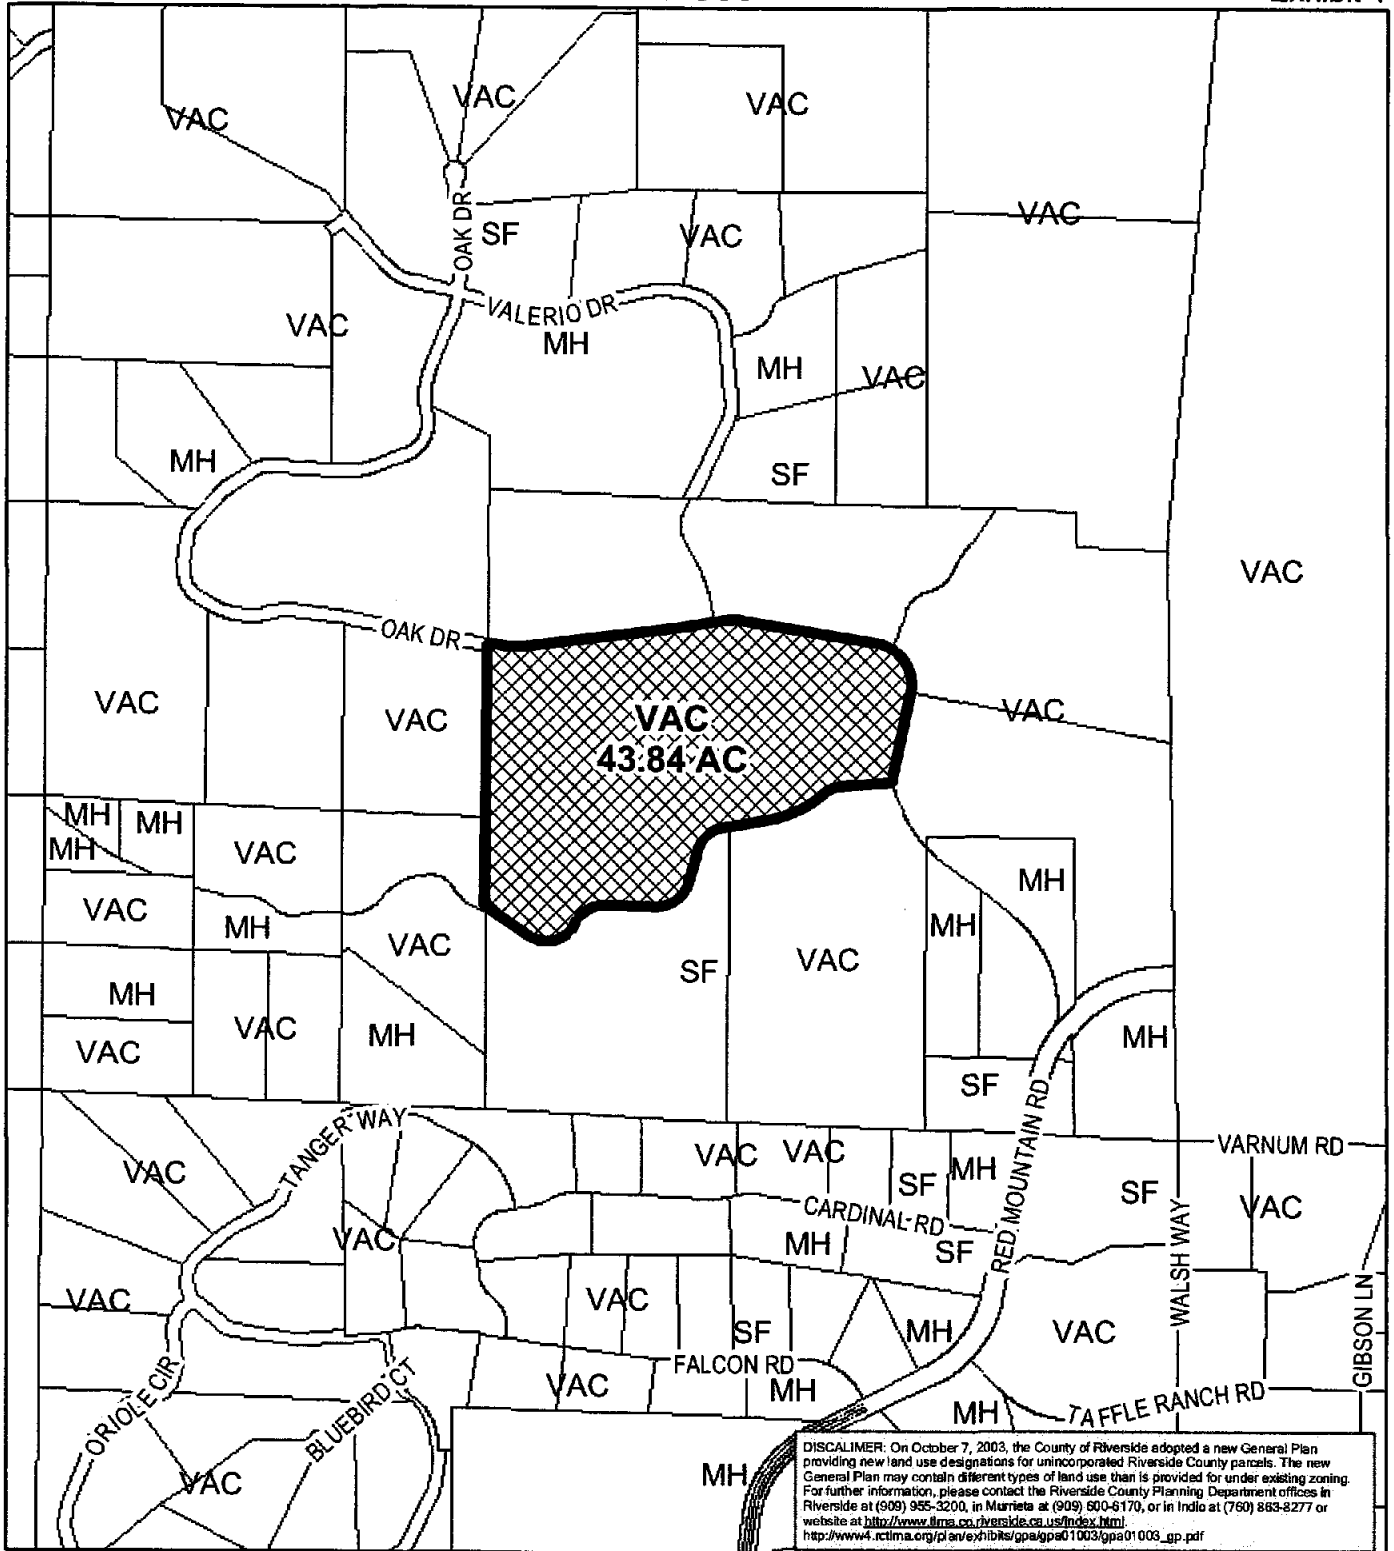 VAC
VAC
VAC
OAK DR
SF
VAC
VAC
VAC
VALERIO DR
MH
MH
VAC
MH
SF
VAC
OAK DR
VAC
VAC
VAC
43.84 AC
VAC
MH
MH
MH
VAC
MH
VAC
MH
MH
VAC
SF
VAC
MH
VAC
MH
VAC
MH
SF
RED MOUNTAIN RD
TANGER WAY
VARNUM RD
VAC
VAC
VAC
SF
MH
SF
VAC
CARDINAL RD
VAC
MH
SF
WALSH WAY
GIBSON LN
VAC
VAC
SF
MH
VAC
FALCON RD
VAC
MH
MH
TAFFLE RANCH RD
ORIOLE CIR
BLUEBIRD CT
VAC
MH
DISCALIMER: On October 7, 2003, the County of Riverside adopted a new General Plan
providing new land use designations for unincorporated Riverside County parcels. The new
General Plan may contain different types of land use than is provided for under existing zoning.
For further information, please contact the Riverside County Planning Department offices in
Riverside at (909) 955-3200, in Murrieta at (909) 600-6170, or in Indio at (760) 863-8277 or
website at http://www.tlma.co.riverside.ca.us/index.html.
http://www4.rctlma.org/plan/exhibits/gpa/gpa01003/gpa01003_gp.pdf